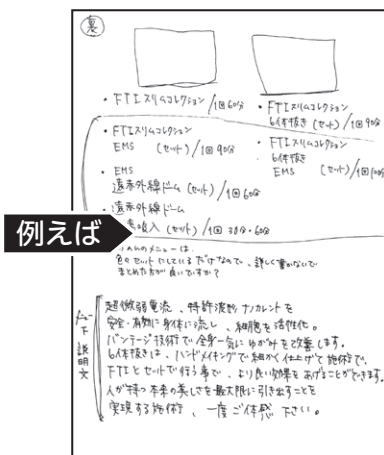 裏
・FTIスリムコレクション/1回60分
・FTIスリムコレクション
6体抜き(セット)/1回90分
・FTIスリムコレクション
EMS(セット)/1回90分
・FTIスリムコレクション
6体抜き
EMS(セット)/1回100分
・EMS
遠赤外線ドーム(セット)/1回60分
・遠赤外線ドーム
吸入(セット)/1回30分・60分
例えば
のメニューは、
色々セットにしているだけなので、詳しく書かないで
まとめた方が良いですか?
メニュー下説明文
超微弱電流、特許波形ナノカレントを
安全・有効に身体に流し、細胞を活性化。
バンテージ技術で全身一気にゆがみを改善します。
6体抜きは、ハンドメイキングで細かく仕上げて施術で、
FTIとセットで行う事で、より良い効果をあげることができます。
人が持つ本来の美しさを最大限に引き出すことを
実現する施術、一度ご体感下さい。